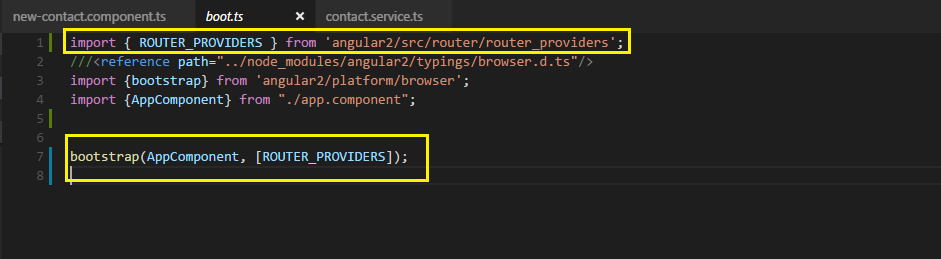 new-contact.component.ts boot.ts × contact.service.ts
1 import { ROUTER_PROVIDERS } from 'angular2/src/router/router_providers';
2 ///<reference path="../node_modules/angular2/typings/browser.d.ts"/>
3 import {bootstrap} from 'angular2/platform/browser';
4 import {AppComponent} from "./app.component";
5
6
7 bootstrap(AppComponent, [ROUTER_PROVIDERS]);
8